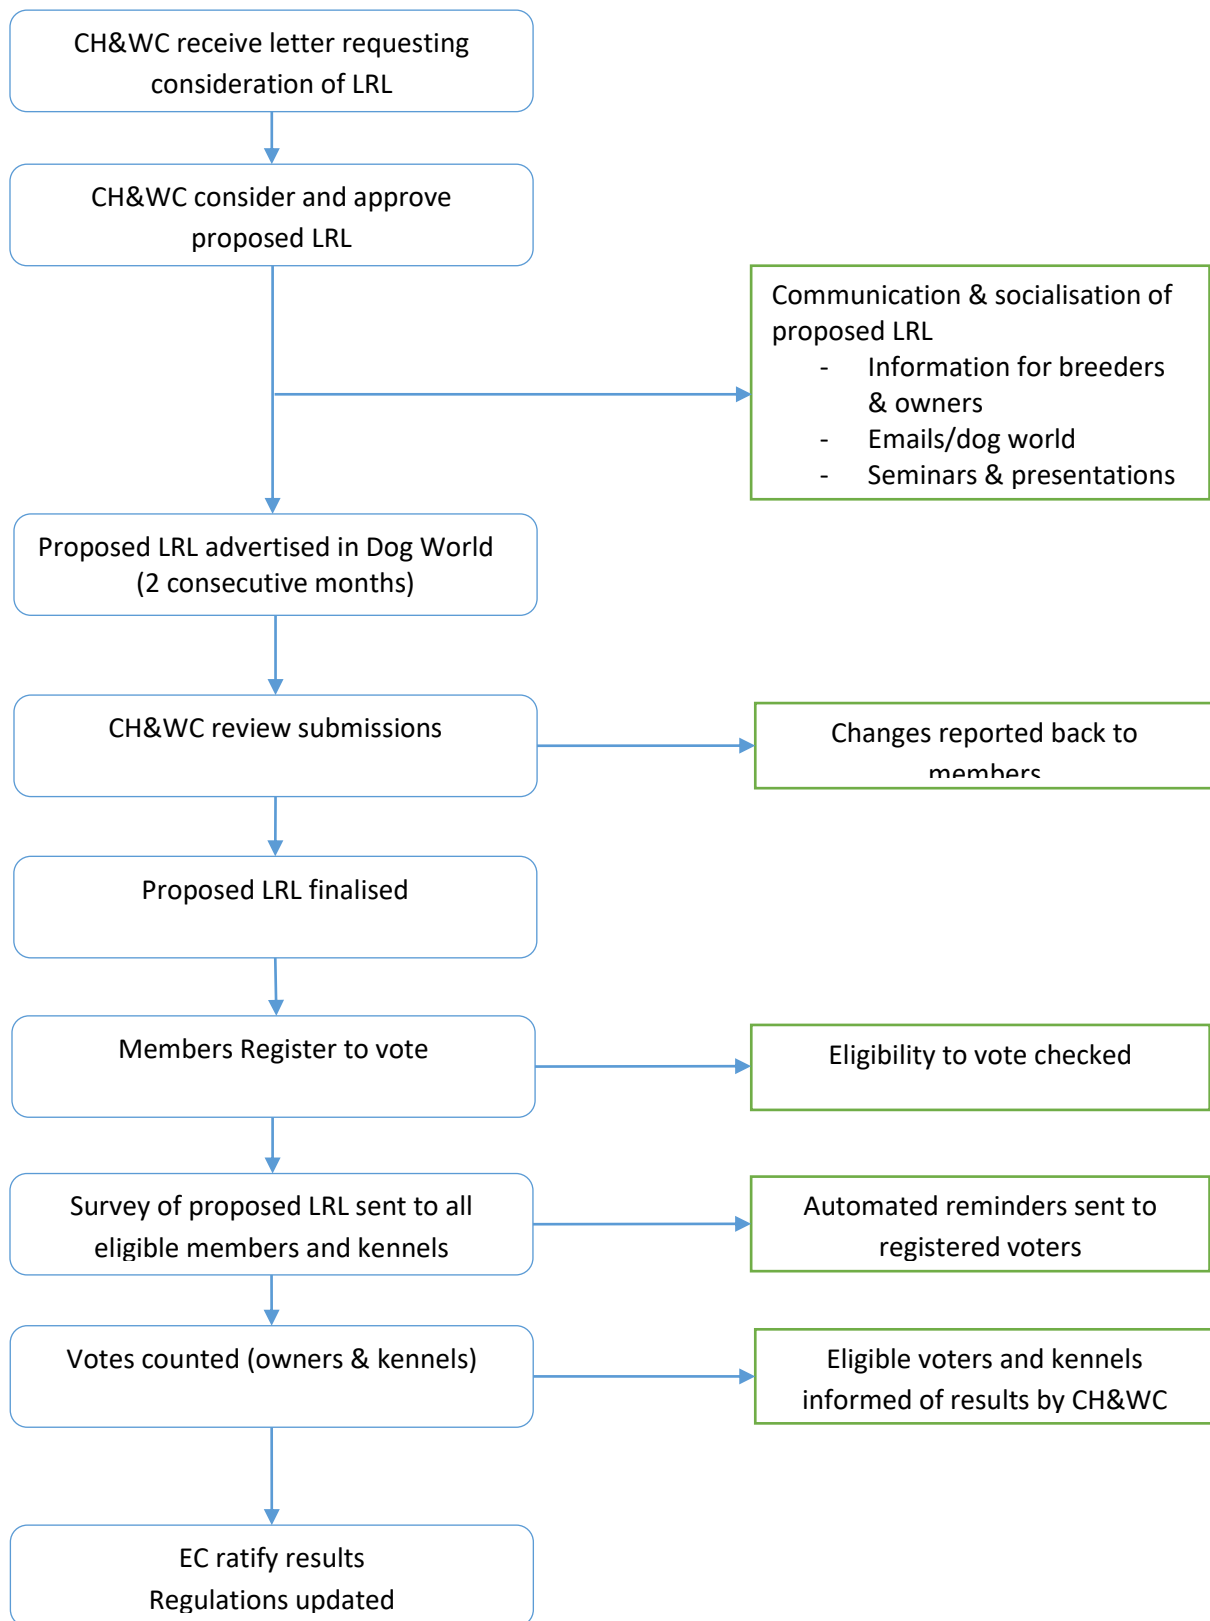 CH&WC receive letter requesting
consideration of LRL
CH&WC consider and approve
proposed LRL
Communication & socialisation of
proposed LRL
- Information for breeders
& owners
- Emails/dog world
- Seminars & presentations
Proposed LRL advertised in Dog World
(2 consecutive months)
CH&WC review submissions
Changes reported back to
members
Proposed LRL finalised
Members Register to vote
Eligibility to vote checked
Survey of proposed LRL sent to all
eligible members and kennels
Automated reminders sent to
registered voters
Votes counted (owners & kennels)
Eligible voters and kennels
informed of results by CH&WC
EC ratify results
Regulations updated